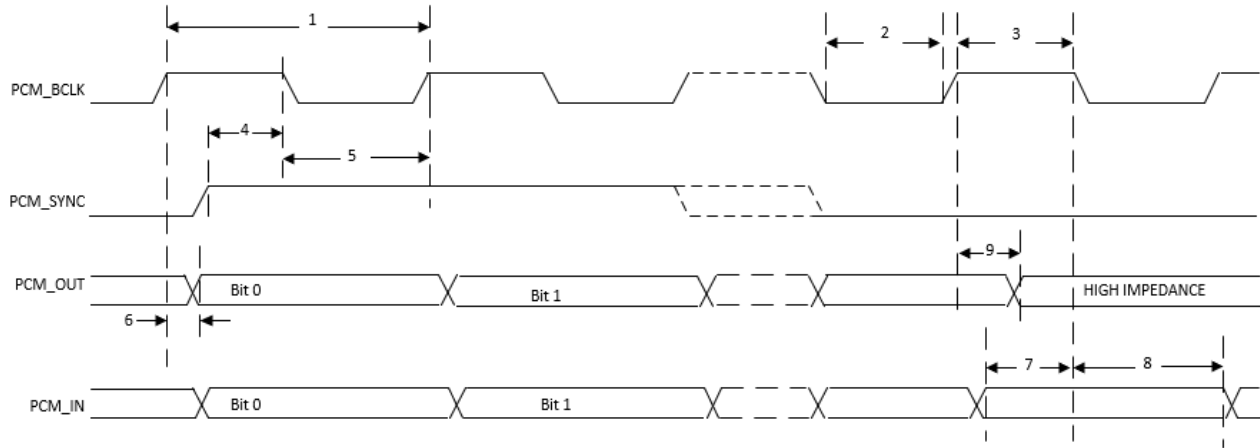 1
2
3
PCM_BCLK
4
5
PCM_SYNC
9
PCM_OUT
Bit 0
Bit 1
HIGH IMPEDANCE
6
7
8
PCM_IN
Bit 0
Bit 1